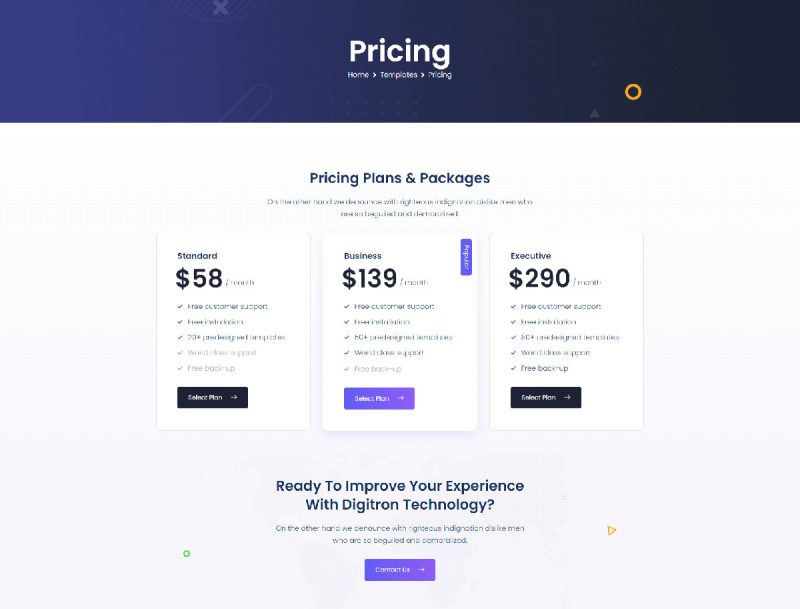 Pricing
Home > Templates > Pricing
Pricing Plans & Packages
On the other hand we denounce with righteous indignation dislike men who
are so beguiled and demoralized.
Standard
$58 / month
Free customer support
Free installation
20+ predesigned templates
World class support
Free back-up
Select Plan →
Popular
Business
$139 / month
Free customer support
Free installation
50+ predesigned templates
World class support
Free back-up
Select Plan →
Executive
$290 / month
Free customer support
Free installation
80+ predesigned templates
World class support
Free back-up
Select Plan →
Ready To Improve Your Experience
With Digitron Technology?
On the other hand we denounce with righteous indignation dislike men
who are so beguiled and demoralized.
Contact Us →